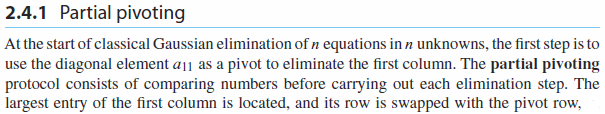 2.4.1 Partial pivoting
At the start of classical Gaussian elimination of n equations in n unknowns, the first step is to
use the diagonal element a11 as a pivot to eliminate the first column. The partial pivoting
protocol consists of comparing numbers before carrying out each elimination step. The
largest entry of the first column is located, and its row is swapped with the pivot row,